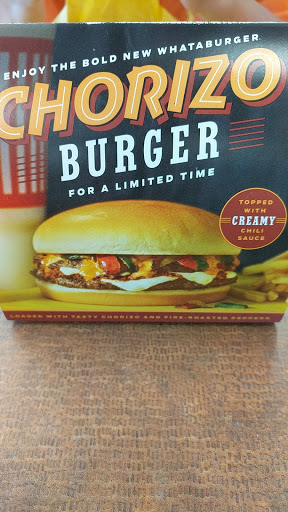 ENJOY THE BOLD NEW WHATABURGER
CHORIZO
BURGER
FOR A LIMITED TIME
TOPPED
WITH
CREAMY
CHILI
SAUCE
LOADED WITH TASTY CHORIZO AND FIRE-ROASTED PEPPERS